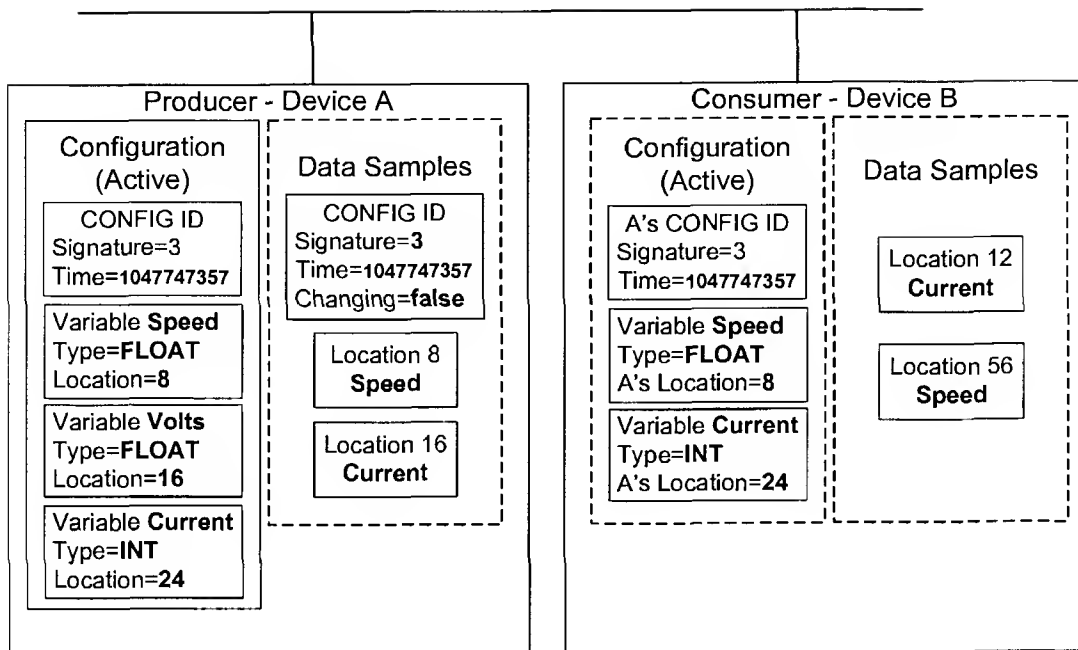 Producer - Device A
Configuration
(Active)
CONFIG ID
Signature=3
Time=1047747357
Variable Speed
Type=FLOAT
Location=8
Variable Volts
Type=FLOAT
Location=16
Variable Current
Type=INT
Location=24
Data Samples
CONFIG ID
Signature=3
Time=1047747357
Changing=false
Location 8
Speed
Location 16
Current
Consumer - Device B
Configuration
(Active)
A's CONFIG ID
Signature=3
Time=1047747357
Variable Speed
Type=FLOAT
A's Location=8
Variable Current
Type=INT
A's Location=24
Data Samples
Location 12
Current
Location 56
Speed